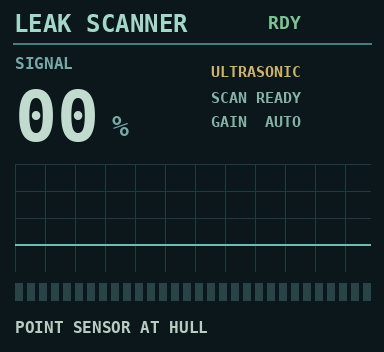 LEAK SCANNER RDY
SIGNAL
ULTRASONIC
00 %
SCAN READY
GAIN AUTO
POINT SENSOR AT HULL